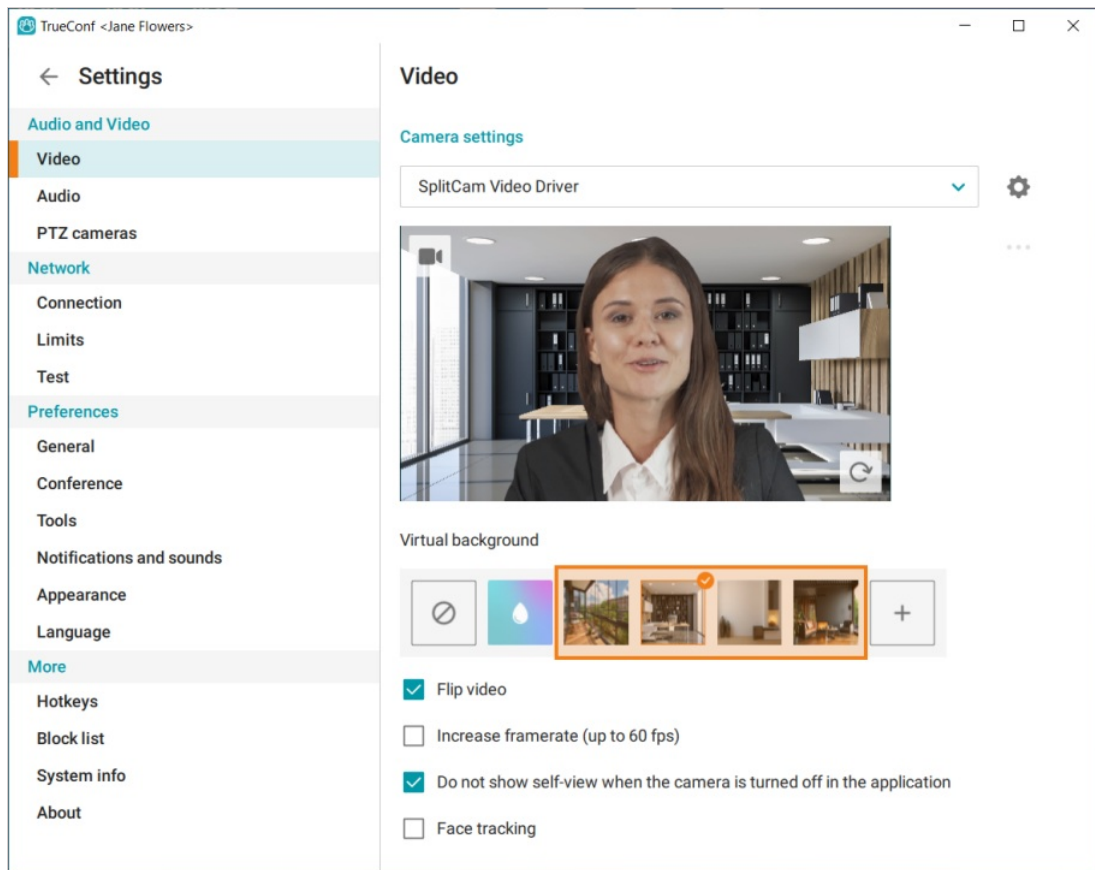 TrueConf <Jane Flowers>
Settings
Audio and Video
Video
Audio
PTZ cameras
Network
Connection
Limits
Test
Preferences
General
Conference
Tools
Notifications and sounds
Appearance
Language
More
Hotkeys
Block list
System info
About
Video
Camera settings
SplitCam Video Driver
Virtual background
Flip video
Increase framerate (up to 60 fps)
Do not show self-view when the camera is turned off in the application
Face tracking